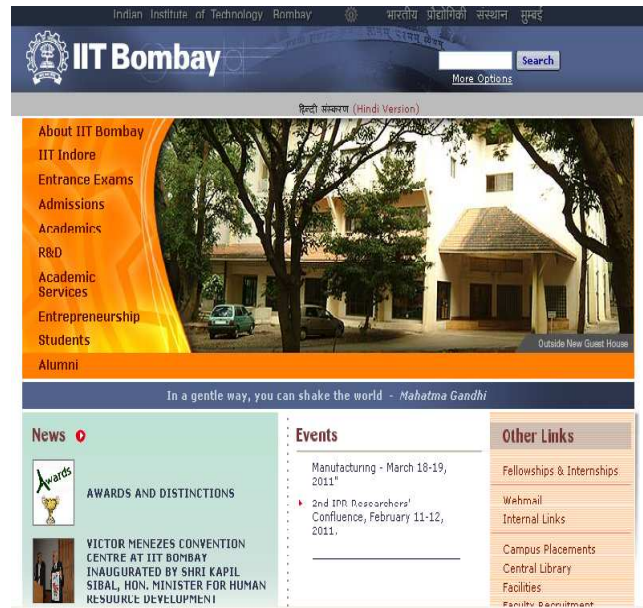 Indian Institute of Technology Bombay भारतीय प्रौद्योगिकी संस्थान मुम्बई
IIT Bombay
Search
More Options
हिन्दी संस्करण (Hindi Version)
About IIT Bombay
IIT Indore
Entrance Exams
Admissions
Academics
R&D
Academic
Services
Entrepreneurship
Students
Alumni
Outside New Guest House
In a gentle way, you can shake the world - Mahatma Gandhi
News
Awards
AWARDS AND DISTINCTIONS
VICTOR MENEZES CONVENTION
CENTRE AT IIT BOMBAY
INAUGURATED BY SHRI KAPIL
SIBAL, HON. MINISTER FOR HUMAN
RESOURCE DEVELOPMENT
Events
Manufacturing - March 18-19,
2011"
2nd IPR Researchers'
Confluence, February 11-12,
2011.
Other Links
Fellowships & Internships
Webmail
Internal Links
Campus Placements
Central Library
Facilities
Faculty Recruitment